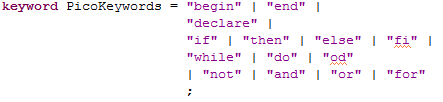 keyword PicoKeywords = "begin" | "end" |
"declare" |
"if" | "then" | "else" | "fi" |
"while" | "do" | "od"
| "not" | "and" | "or" | "for"
;